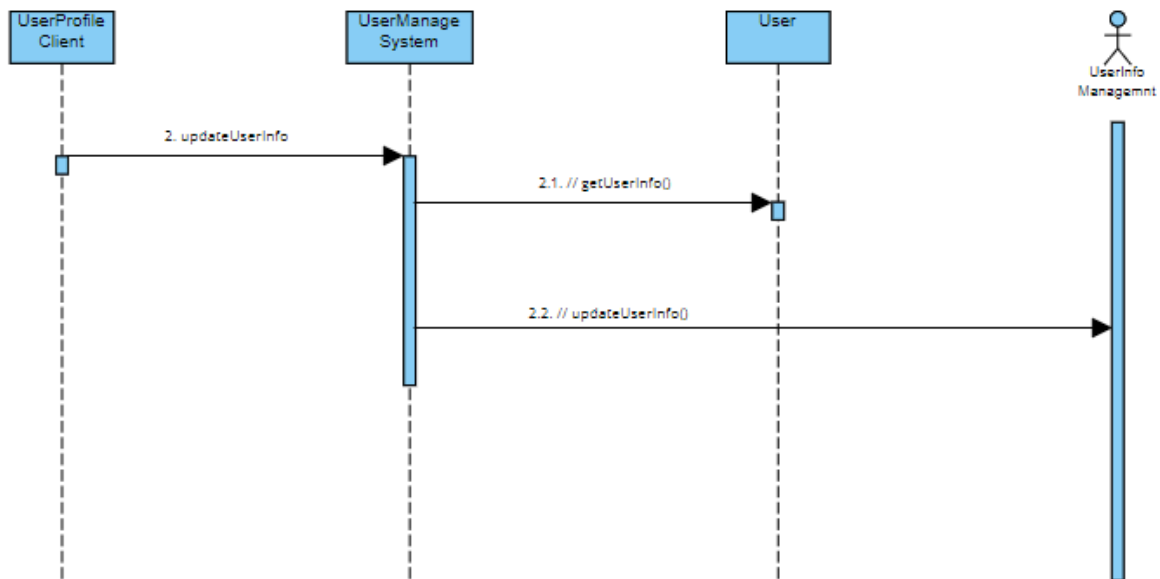 UserProfile
Client
UserManage
System
User
UserInfo
Managemnt
2. updateUserInfo
2.1. // getUserInfo()
2.2. // updateUserInfo()